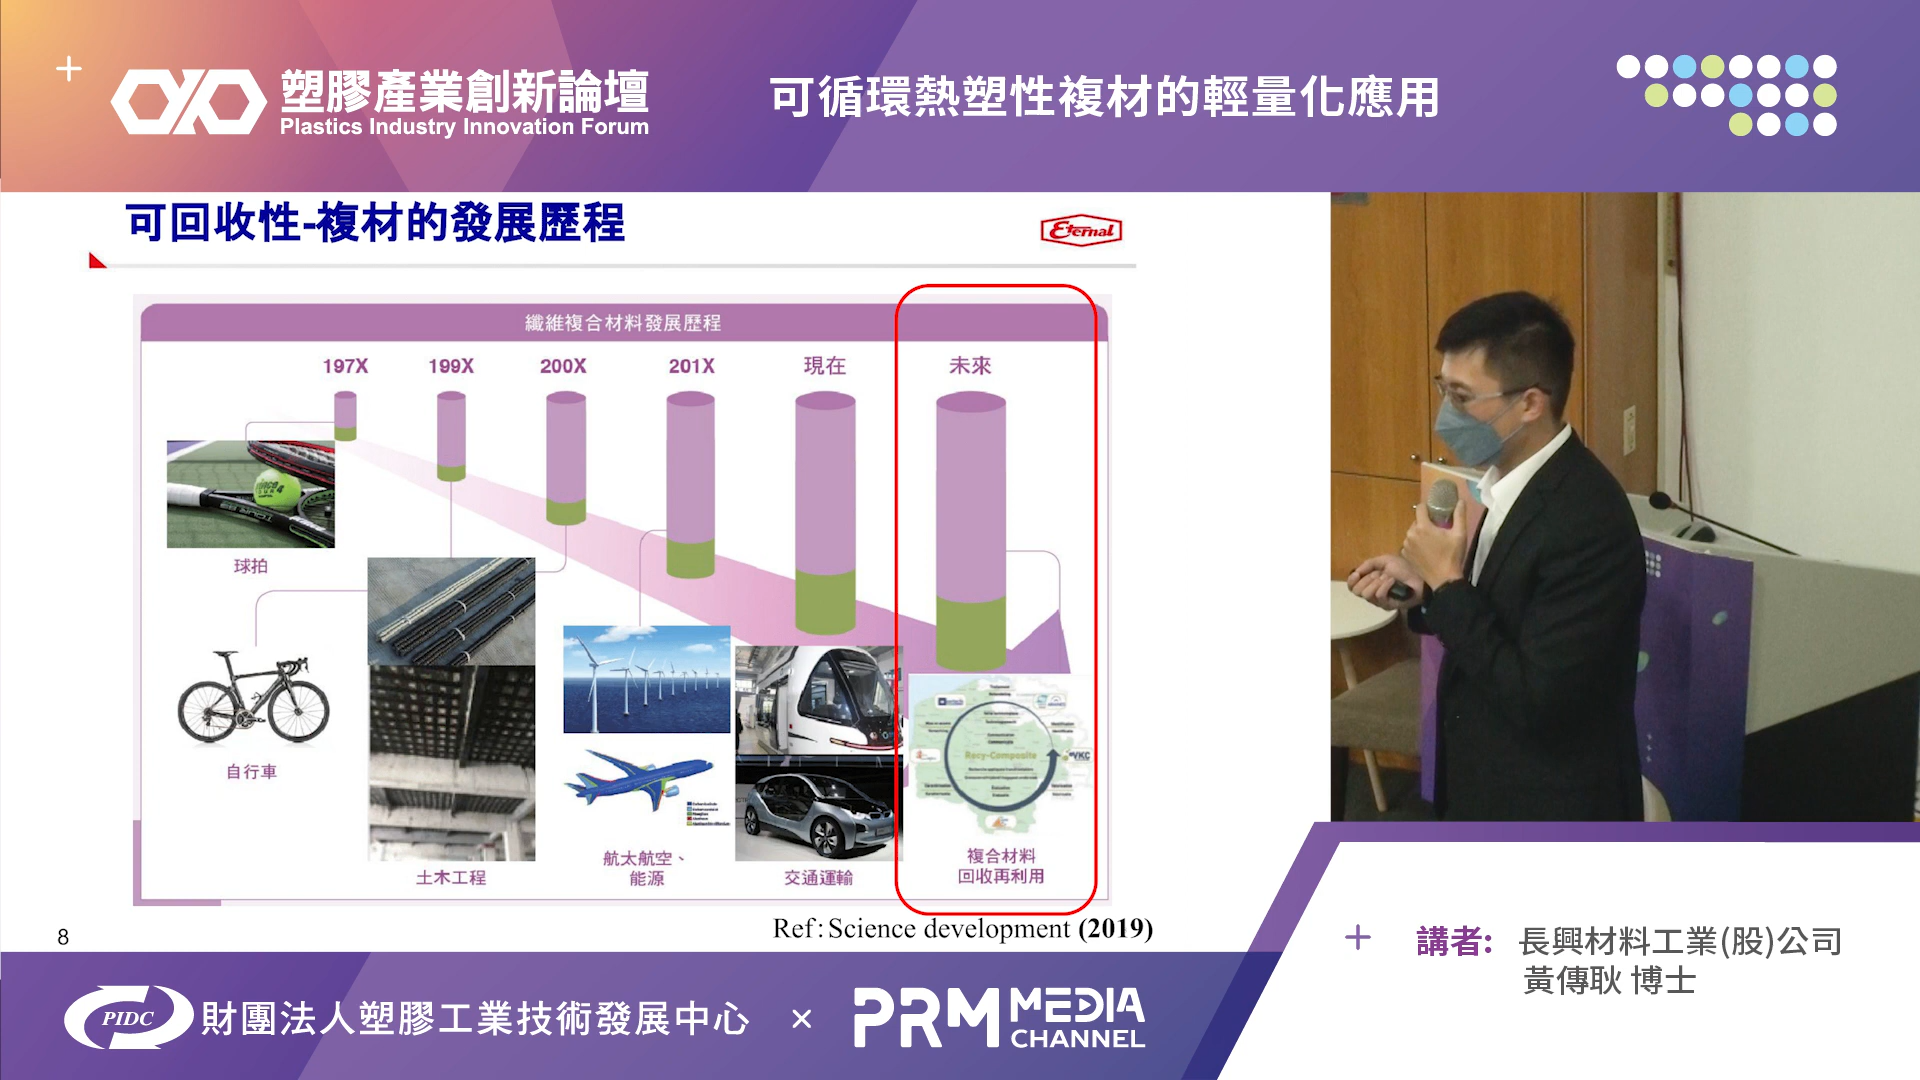 塑膠產業創新論壇
Plastics Industry Innovation Forum
可循環熱塑性複材的輕量化應用
可回收性-複材的發展歷程
Eternal
纖維複合材料發展歷程
197X
199X
200X
201X
現在
未來
球拍
自行車
土木工程
航太航空、
能源
交通運輸
Recy-Composite
複合材料
回收再利用
Ref:Science development (2019)
8
講者: 長興材料工業(股)公司
黃傳耿 博士
PIDC
財團法人塑膠工業技術發展中心
×
PRM MEDIA
CHANNEL